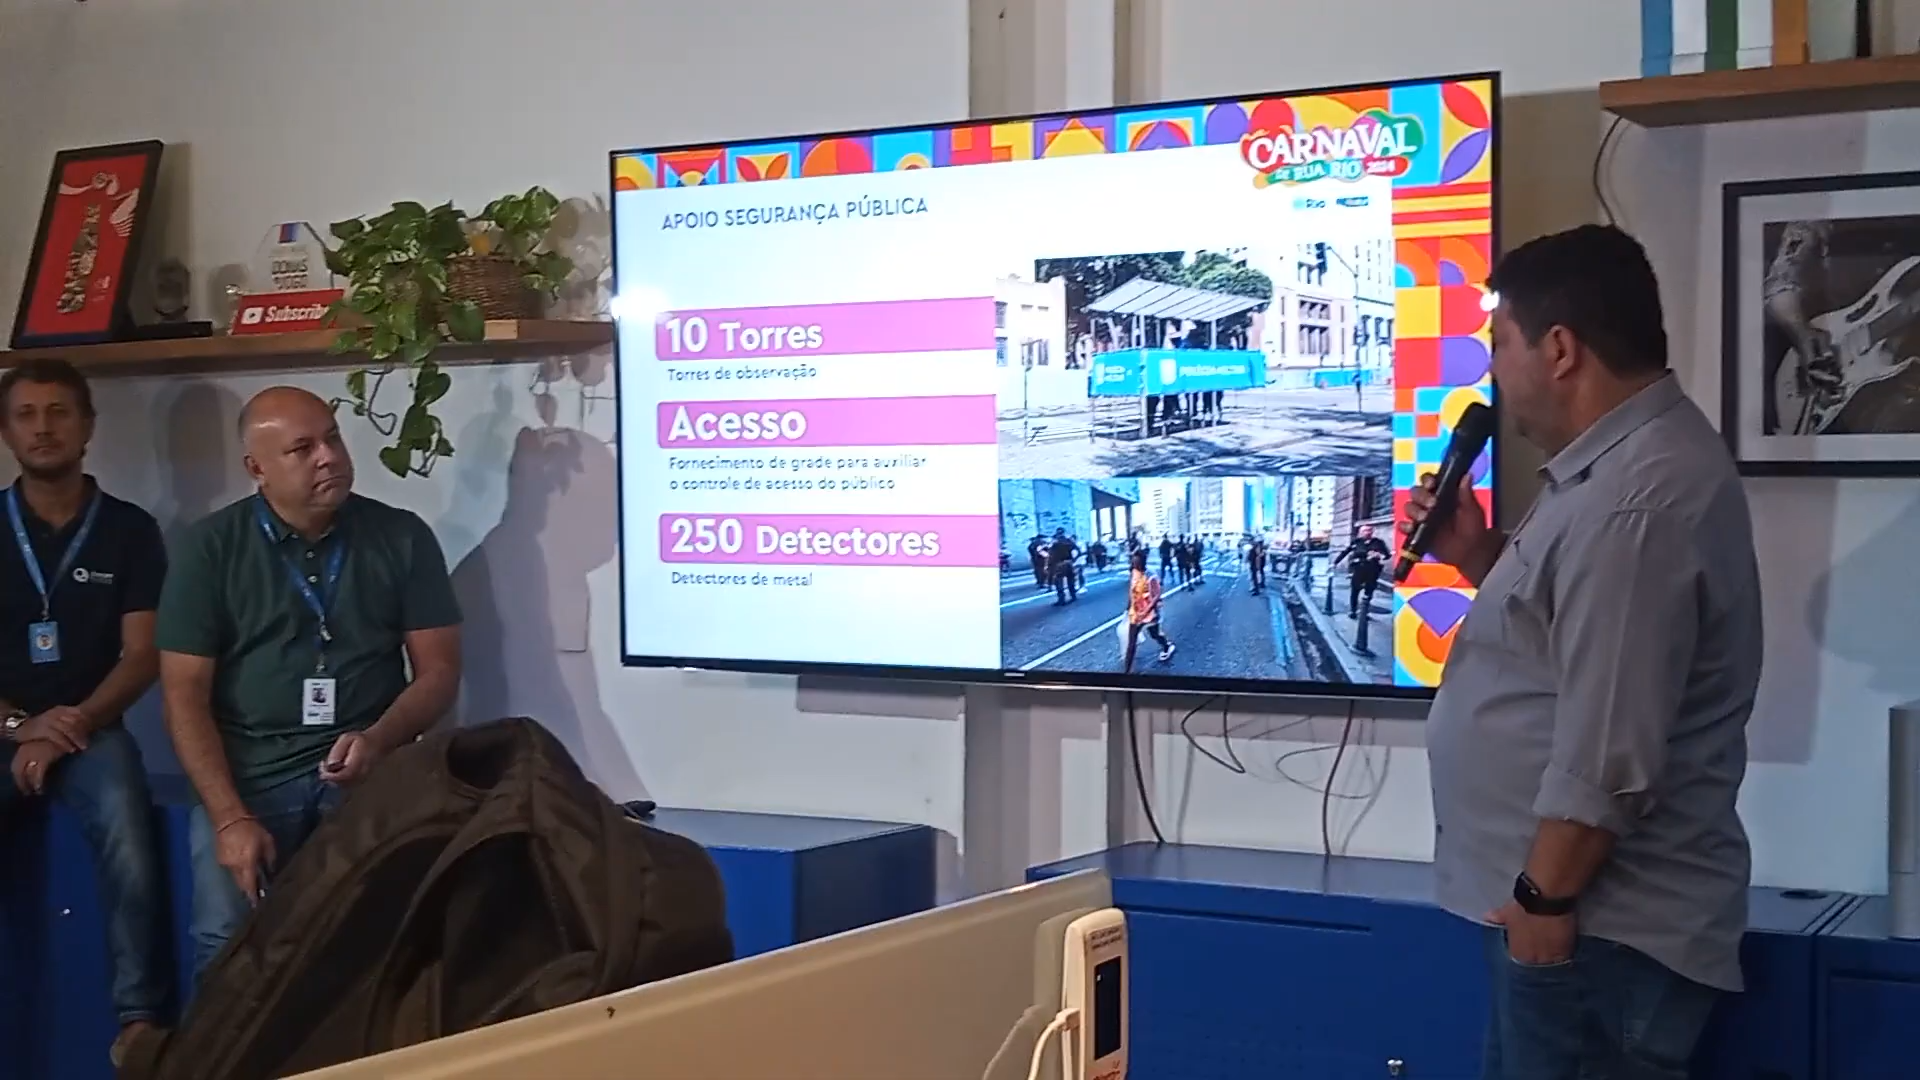 CARNAVAL
DE RUA RIO 2024
Rio
APOIO SEGURANÇA PÚBLICA
10 Torres
Torres de observação
Acesso
Fornecimento de grade para auxiliar
o controle de acesso do público
250 Detectores
Detectores de metal
Subscribe